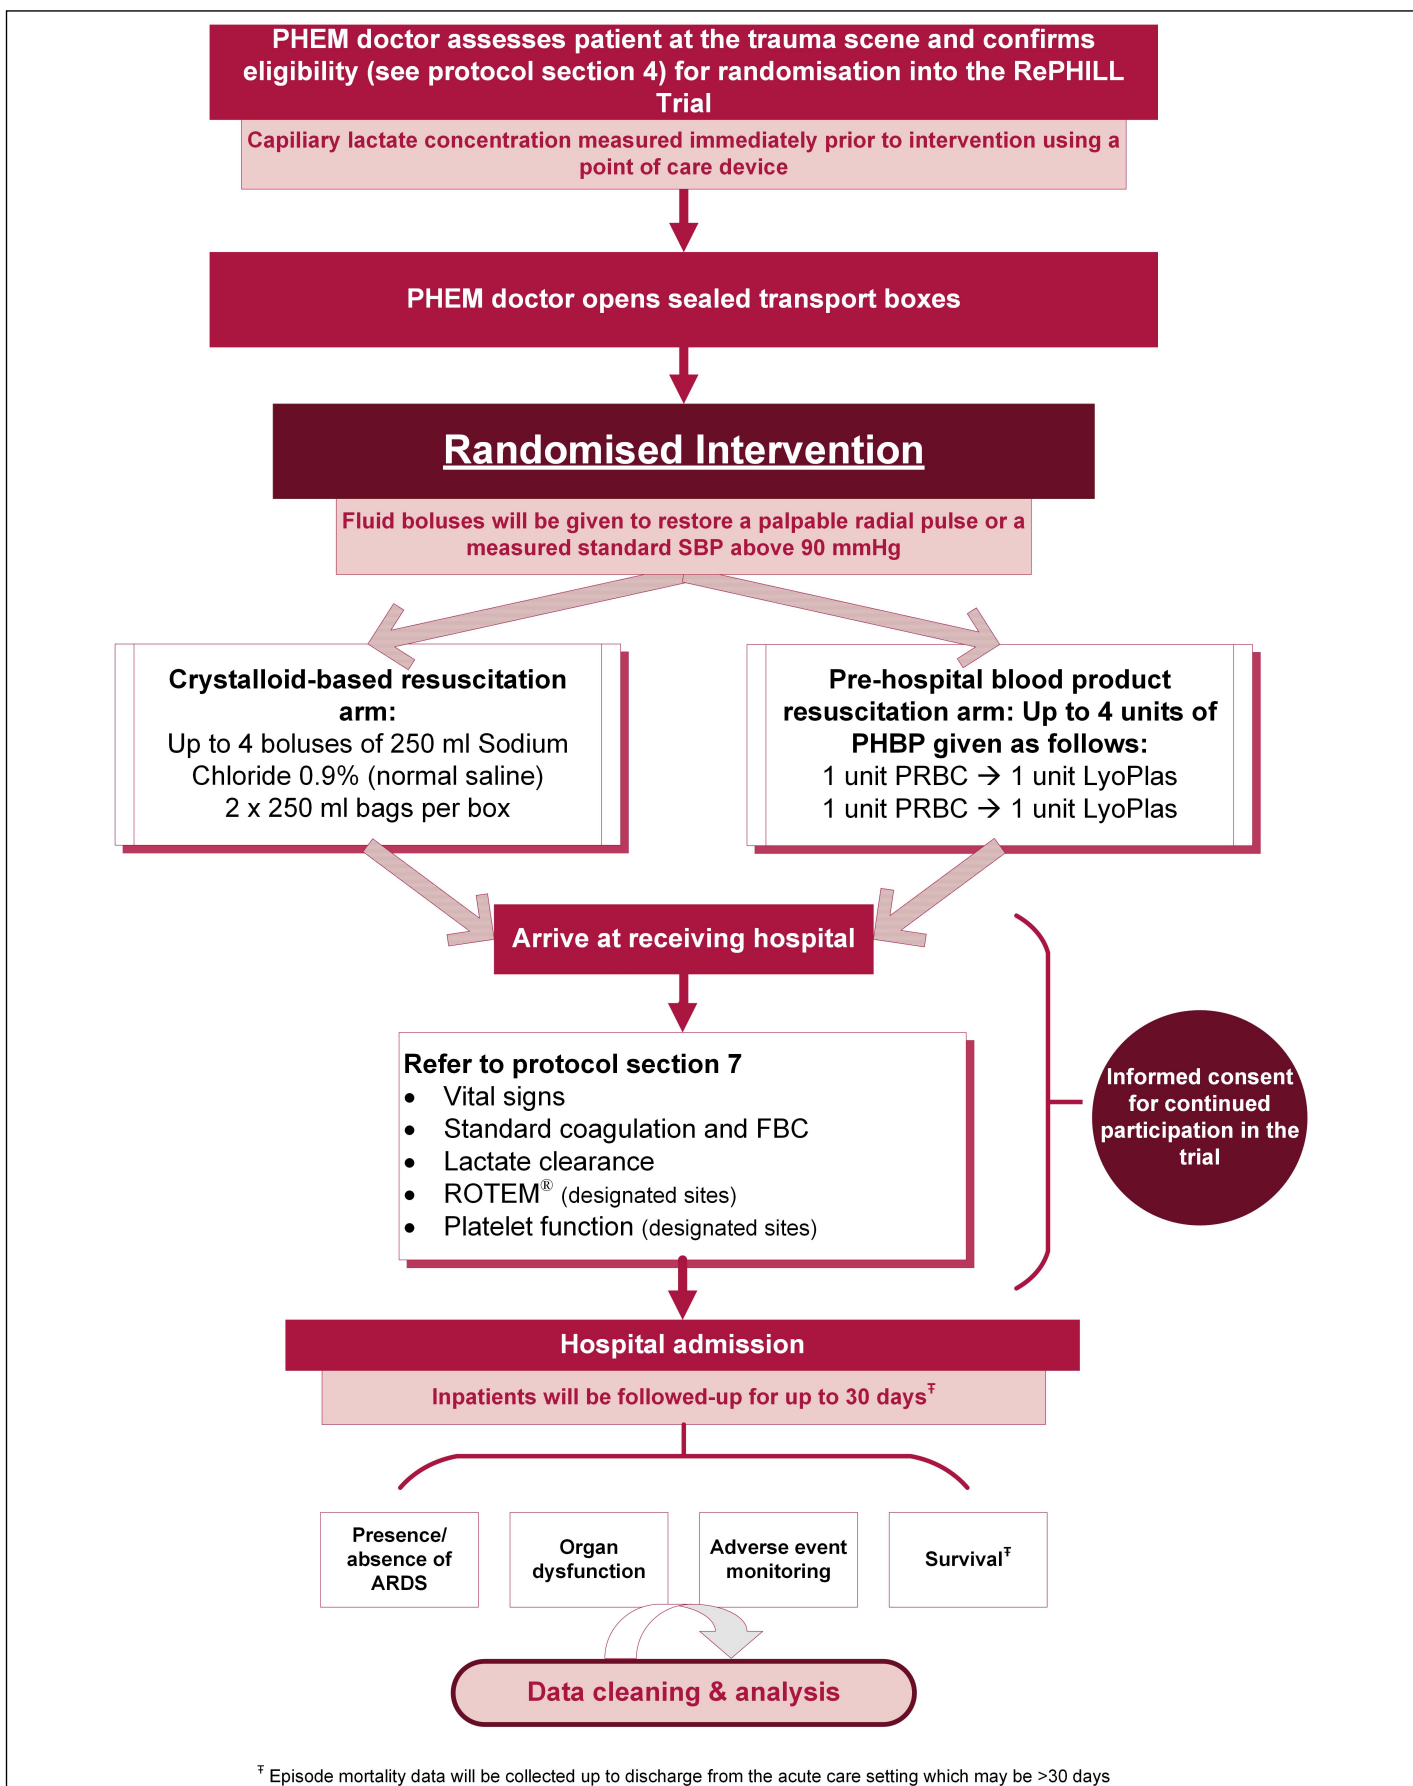 PHEM doctor assesses patient at the trauma scene and confirms
eligibility (see protocol section 4) for randomisation into the RePHILL
Trial
Capiliary lactate concentration measured immediately prior to intervention using a
point of care device
PHEM doctor opens sealed transport boxes
Randomised Intervention
Fluid boluses will be given to restore a palpable radial pulse or a
measured standard SBP above 90 mmHg
Crystalloid-based resuscitation
arm:
Up to 4 boluses of 250 ml Sodium
Chloride 0.9% (normal saline)
2 x 250 ml bags per box
Pre-hospital blood product
resuscitation arm: Up to 4 units of
PHBP given as follows:
1 unit PRBC → 1 unit LyoPlas
1 unit PRBC → 1 unit LyoPlas
Arrive at receiving hospital
Refer to protocol section 7
• Vital signs
• Standard coagulation and FBC
• Lactate clearance
• ROTEM® (designated sites)
• Platelet function (designated sites)
Informed consent
for continued
participation in the
trial
Hospital admission
Inpatients will be followed-up for up to 30 days Ŧ
Presence/
absence of
ARDS
Organ
dysfunction
Adverse event
monitoring
Survival Ŧ
Data cleaning & analysis
Ŧ Episode mortality data will be collected up to discharge from the acute care setting which may be >30 days